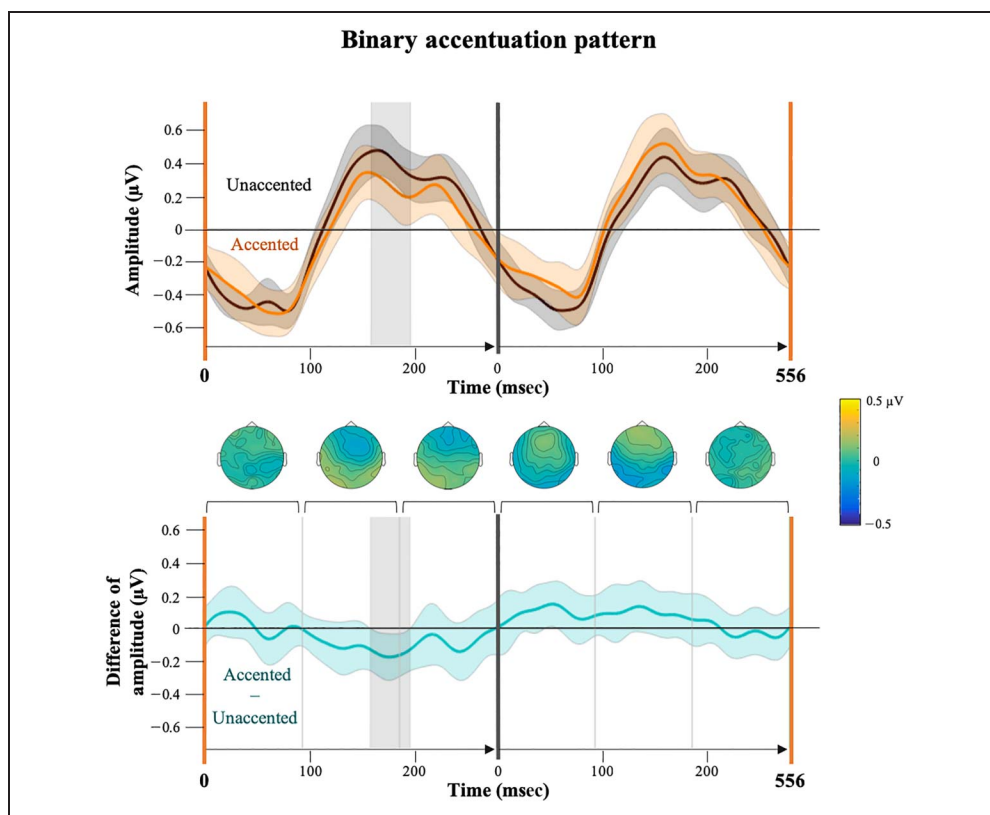 Binary accentuation pattern
Amplitude (µV)
0.6
0.4
0.2
0
−0.2
−0.4
−0.6
Unaccented
Accented
0 100 200 0 100 200 556
Time (msec)
0.5 µV
0
−0.5
Difference of
amplitude (µV)
0.6
0.4
0.2
0
−0.2
−0.4
−0.6
Accented
−
Unaccented
0 100 200 0 100 200 556
Time (msec)